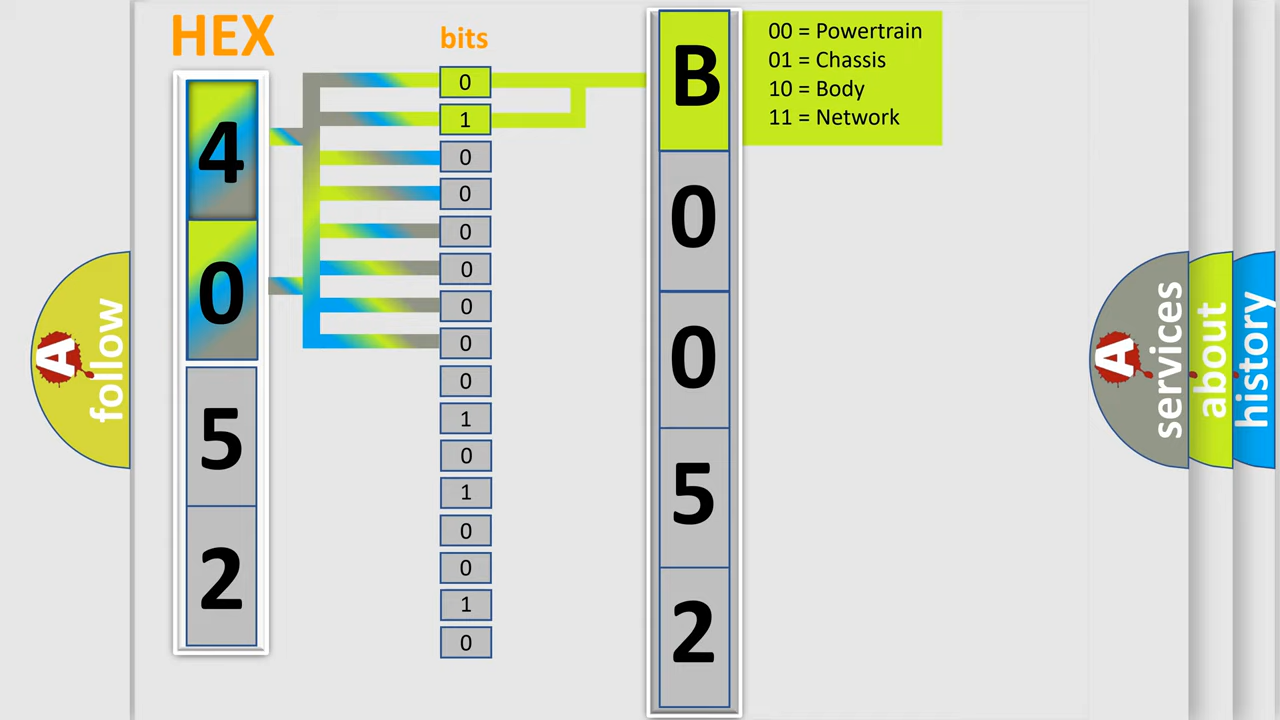 HEX
bits
4
0
5
2
0
1
0
0
0
0
0
0
0
1
0
1
0
0
1
0
B
0
0
5
2
00 = Powertrain
01 = Chassis
10 = Body
11 = Network
A
follow
A
services
about
history